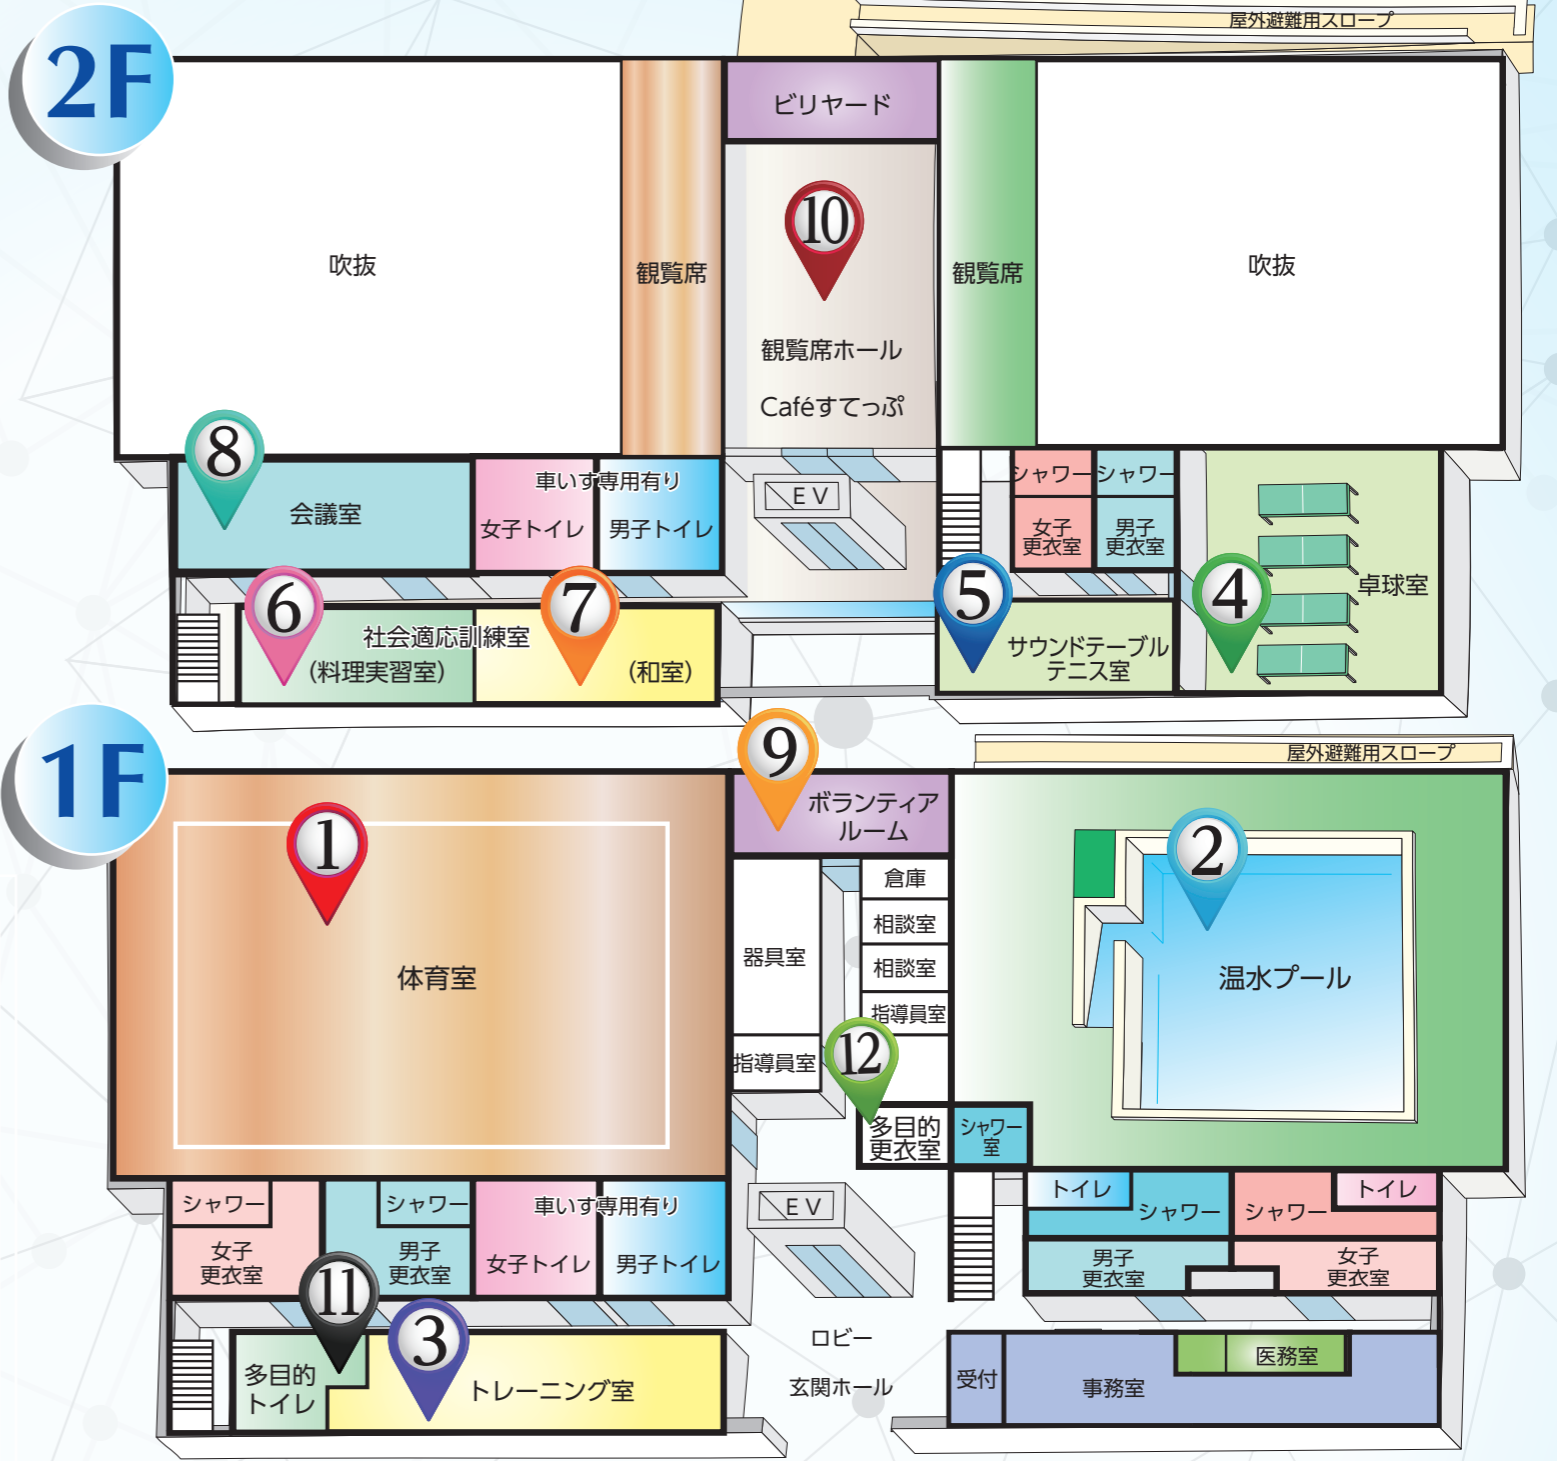 屋外避難用スロープ
2F
ビリヤード
吹抜
観覧席
10
観覧席
吹抜
観覧席ホール
Caféすてっぷ
8
会議室
車いす専用有り
女子トイレ
男子トイレ
EV
シャワー
シャワー
女子
更衣室
男子
更衣室
卓球室
6
7
5
4
社会適応訓練室
(料理実習室)
(和室)
サウンドテーブル
テニス室
1F
9
屋外避難用スロープ
ボランティア
ルーム
1
2
倉庫
相談室
器具室
相談室
体育室
温水プール
指導員室
指導員室
12
多目的
更衣室
シャワー
室
シャワー
シャワー
車いす専用有り
EV
トイレ
シャワー
シャワー
トイレ
女子
更衣室
男子
更衣室
女子トイレ
男子トイレ
男子
更衣室
女子
更衣室
11
3
ロビー
医務室
多目的
トイレ
トレーニング室
玄関ホール
受付
事務室